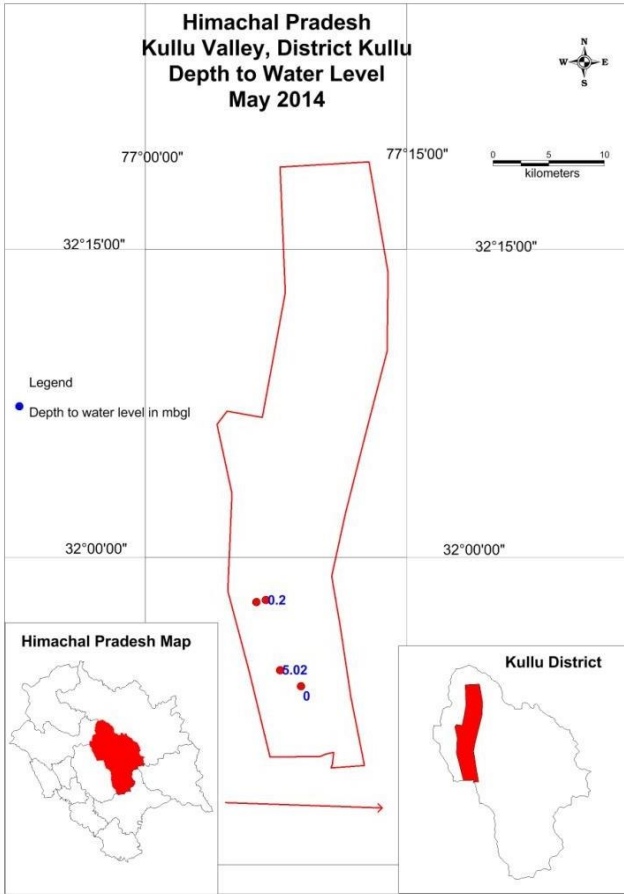 Himachal Pradesh
Kullu Valley, District Kullu
Depth to Water Level
May 2014
N
W E
S
77°00'00"
77°15'00"
0 5 10
kilometers
32°15'00"
32°15'00"
Legend
Depth to water level in mbgl
32°00'00"
32°00'00"
0.2
5.02
0
Himachal Pradesh Map
Kullu District